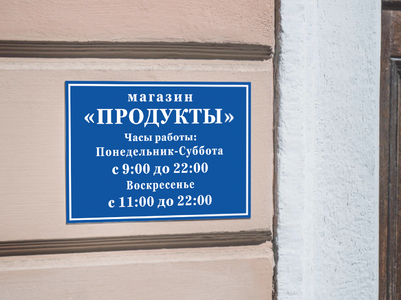 магазин
«ПРОДУКТЫ»
Часы работы:
Понедельник-Суббота
с 9:00 до 22:00
Воскресенье
с 11:00 до 22:00